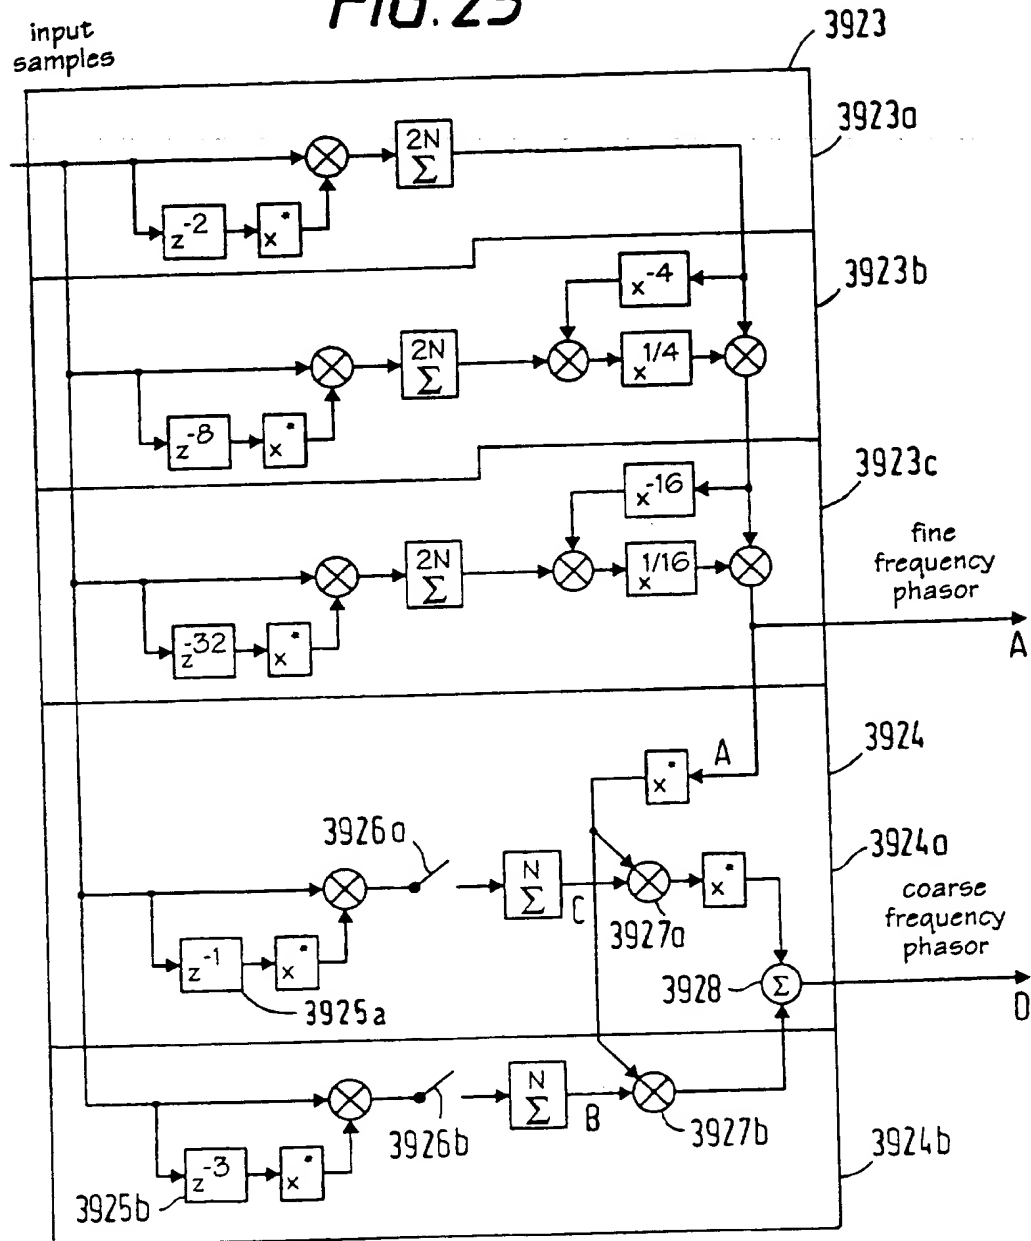 FIG. 25
input
samples
3923
3923a
2N
Σ
z-2
x*
3923b
x-4
2N
Σ
x1/4
z-8
x*
3923c
x-16
2N
Σ
x1/16
fine
frequency
phasor
A
z-32
x*
3924
x*
A
3926a
3924a
N
Σ
C
x*
3927a
coarse
frequency
phasor
z-1
x*
3925a
3928
Σ
D
N
Σ
B
3926b
3927b
3924b
z-3
x*
3925b